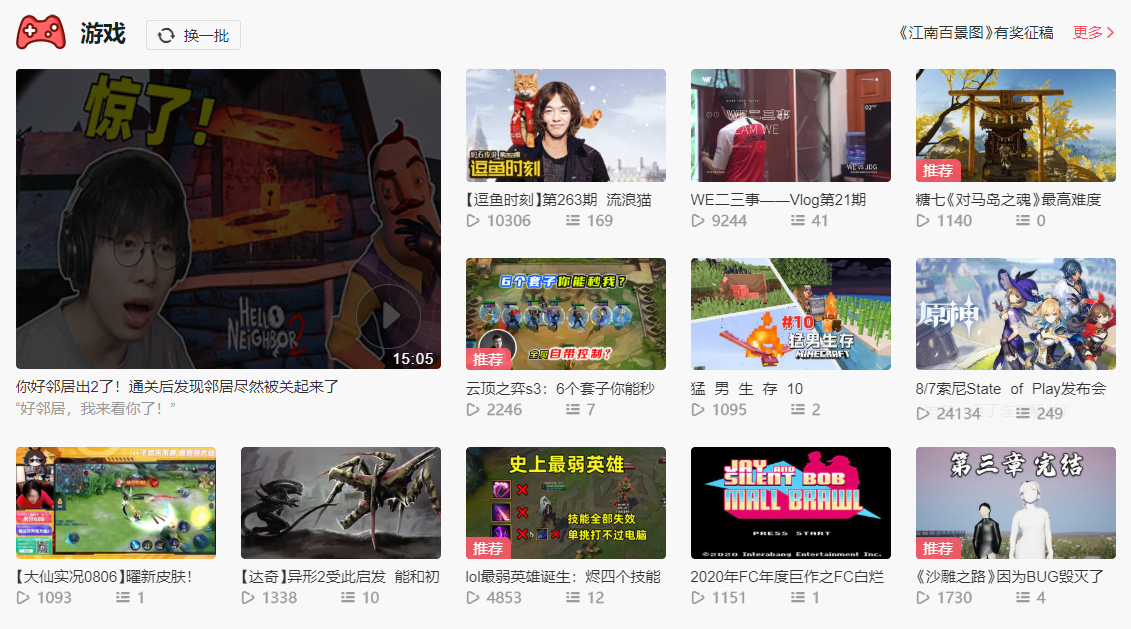 游戏
换一批
《江南百景图》有奖征稿
更多
惊了！
HELLO NEIGHBOR 2
15:05
你好邻居出2了！通关后发现邻居尽然被关起来了
“好邻居，我来看你了！”
逗鱼时刻
【逗鱼时刻】第263期 流浪猫
10306
169
WE二三事
TEAM WE
WE vs JDG
WE二三事——Vlog第21期
9244
41
推荐
糖七《对马岛之魂》最高难度
1140
0
6个套子你能秒我？
全员自带控制？
推荐
云顶之弈s3：6个套子你能秒
2246
7
#10
猛男生存
MINECRAFT
猛 男 生 存 10
1095
2
原神
8/7索尼State of Play发布会
24134
249
【大仙实况0806】曜新皮肤！
1093
1
【达奇】异形2受此启发 能和初
1338
10
史上最弱英雄
技能全部失效
单挑打不过电脑
推荐
lol最弱英雄诞生：烬四个技能
4853
12
JAY AND
SILENT BOB
MALL BRAWL
PRESS START
©2020 Interabang Entertainment Inc.
2020年FC年度巨作之FC白烂
1151
1
第三章完结
推荐
《沙雕之路》因为BUG毁灭了
1730
4